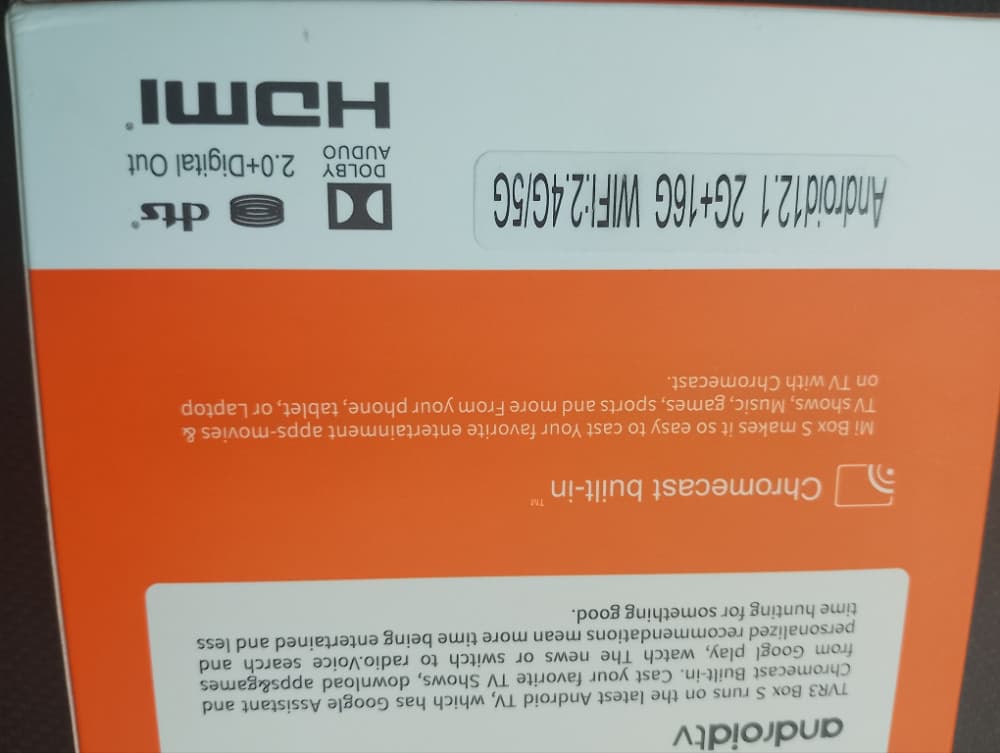 androidtv
TVR3 Box S runs on the latest Android TV, which has Google Assistant and
Chromecast Built-in. Cast your favorite TV Shows, download apps&games
from Googl play, watch The news or switch to radio.Voice search and
personalized recommendations mean more time being entertained and less
time hunting for something good.
Chromecast built-in™
Mi Box S makes it so easy to cast Your favorite entertainment apps-movies &
TV shows, Music, games, sports and more From your phone, tablet, or Laptop
on TV with Chromecast.
Android12.1 2G+16G WIFI:2.4G/5G
DOLBY
AUDUO
dts®
2.0+Digital Out
HDMI®